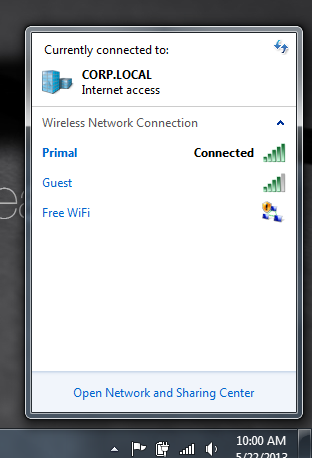 Currently connected to:
CORP.LOCAL
Internet access
Wireless Network Connection
Primal Connected
Guest
Free WiFi
Open Network and Sharing Center
10:00 AM
5/22/2013